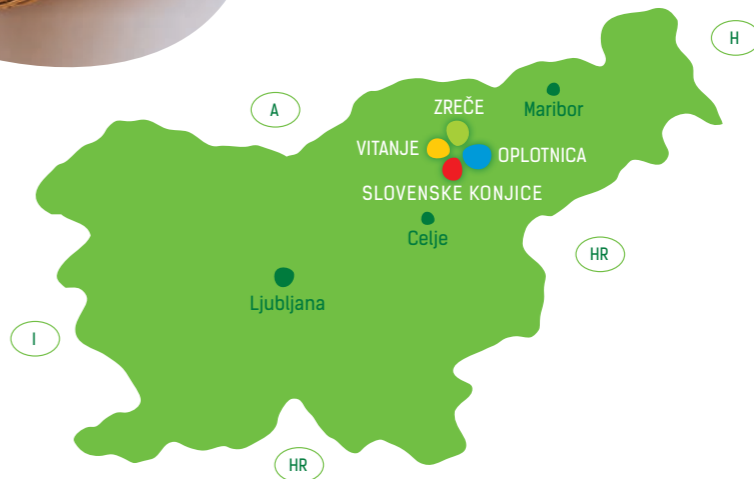 H
A
ZREČE
Maribor
VITANJE
OPLOTNICA
SLOVENSKE KONJICE
Celje
HR
Ljubljana
I
HR